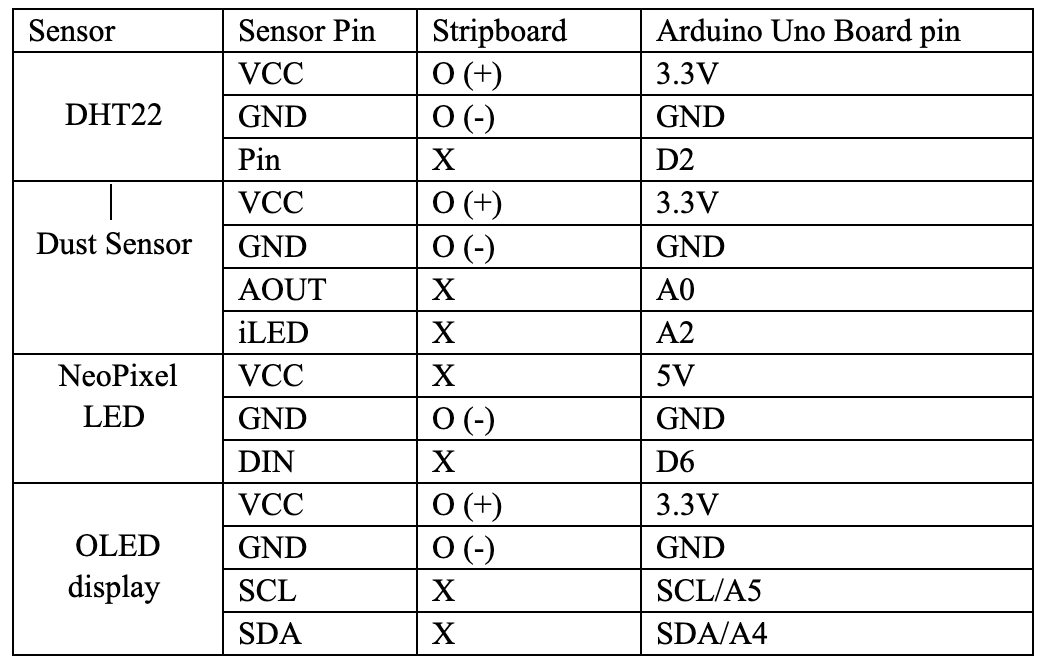 Sensor Sensor Pin Stripboard Arduino Uno Board pin
DHT22 VCC O (+) 3.3V
GND O (-) GND
Pin X D2
Dust Sensor VCC O (+) 3.3V
GND O (-) GND
AOUT X A0
iLED X A2
NeoPixel LED VCC X 5V
GND O (-) GND
DIN X D6
OLED display VCC O (+) 3.3V
GND O (-) GND
SCL X SCL/A5
SDA X SDA/A4